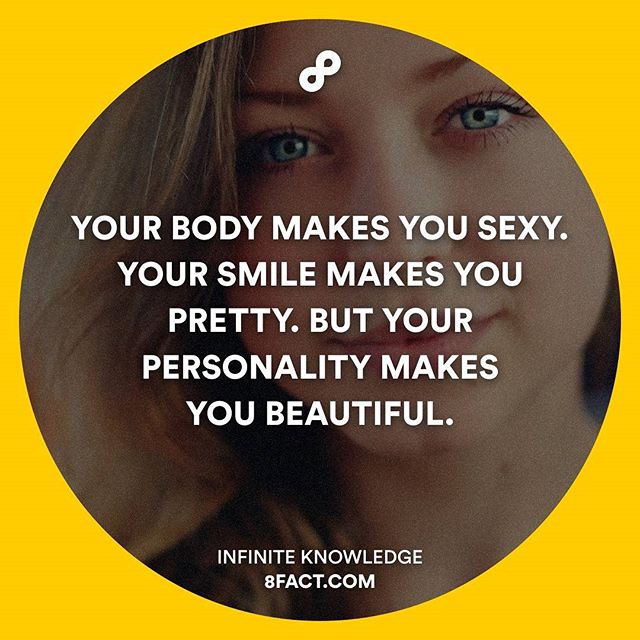 YOUR BODY MAKES YOU SEXY.
YOUR SMILE MAKES YOU
PRETTY. BUT YOUR
PERSONALITY MAKES
YOU BEAUTIFUL.
INFINITE KNOWLEDGE
8FACT.COM